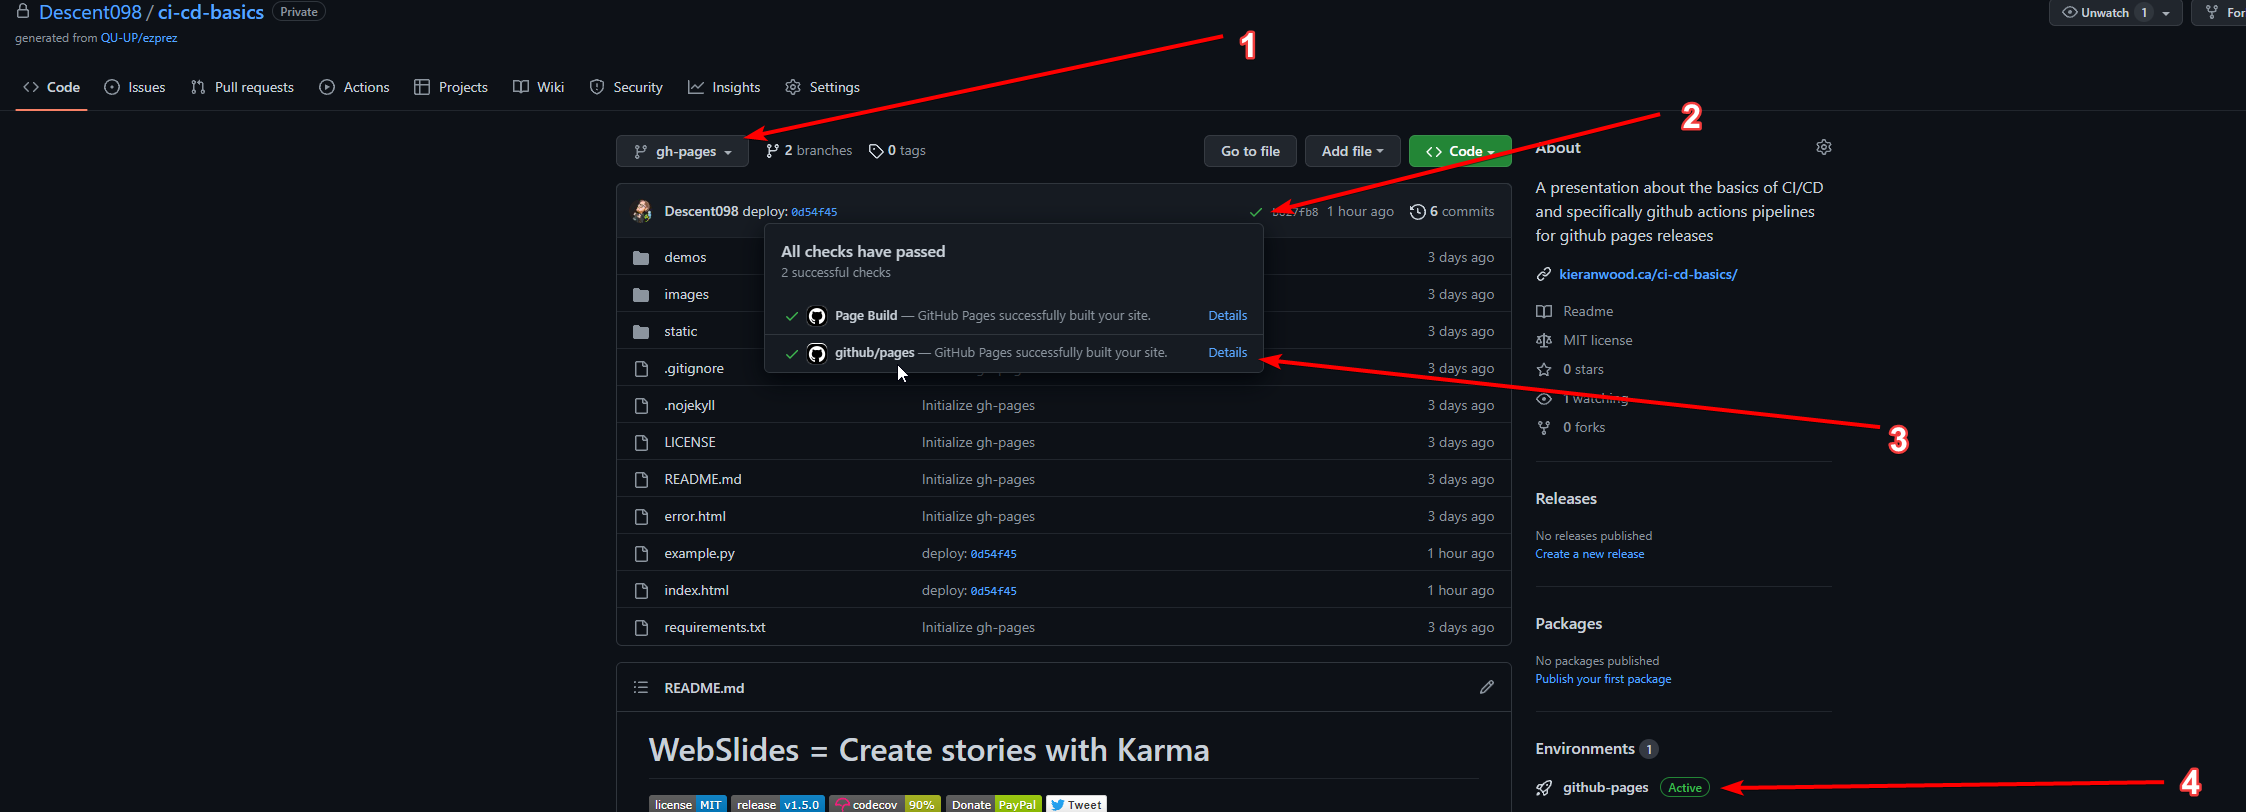 Descent098 / ci-cd-basics Private
Unwatch 1
For
generated from QU-UP/ezprez
1
Code Issues Pull requests Actions Projects Wiki Security Insights Settings
2
gh-pages 2 branches 0 tags Go to file Add file Code
About
A presentation about the basics of CI/CD
and specifically github actions pipelines
for github pages releases
kieranwood.ca/ci-cd-basics/
Readme
MIT license
0 stars
1 watching
0 forks
Descent098 deploy: 0d54f45 1 hour ago 6 commits
All checks have passed
2 successful checks
Page Build — GitHub Pages successfully built your site. Details
github/pages — GitHub Pages successfully built your site. Details
3
demos 3 days ago
images 3 days ago
static 3 days ago
.gitignore 3 days ago
.nojekyll Initialize gh-pages 3 days ago
LICENSE Initialize gh-pages 3 days ago
README.md Initialize gh-pages 3 days ago
error.html Initialize gh-pages 3 days ago
example.py deploy: 0d54f45 1 hour ago
index.html deploy: 0d54f45 1 hour ago
requirements.txt Initialize gh-pages 3 days ago
Releases
No releases published
Create a new release
Packages
No packages published
Publish your first package
Environments 1
github-pages Active
4
README.md
WebSlides = Create stories with Karma
license MIT release v1.5.0 codecov 90% Donate PayPal Tweet